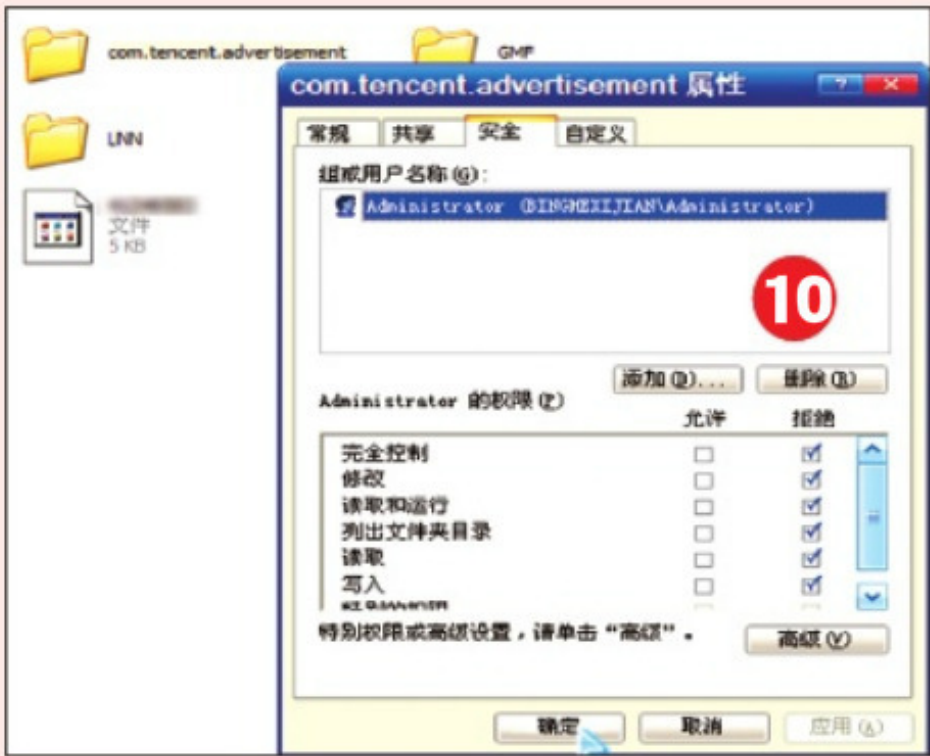 com.tencent.advertisement
GMF
LNN
文件
5 KB
com.tencent.advertisement 属性
常规 共享 安全 自定义
组或用户名称(G):
Administrator (BINGHEXIJIAN\Administrator)
10
添加(D)... 删除(R)
Administrator 的权限(P)
允许 拒绝
完全控制
修改
读取和运行
列出文件夹目录
读取
写入
特别权限或高级设置，请单击“高级”。
高级(V)
确定 取消 应用(A)